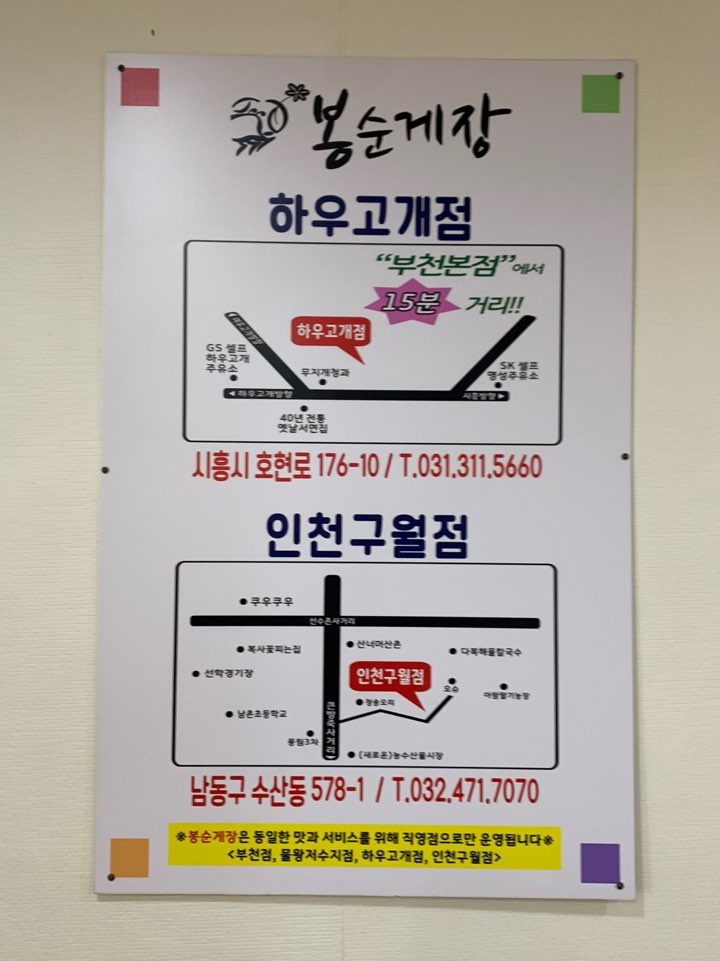 봉순게장
하우고개점
“부천본점”에서
15분 거리!!
하우고개점
GS 셀프
하우고개
주유소
무지개청과
SK 셀프
명성주유소
◀ 하우고개방향
시흥방향 ▶
40년 전통
옛날서면집
시흥시 호현로 176-10 / T.031.311.5660
인천구월점
쿠우쿠우
선수촌사거리
복사꽃피는집
산너머산촌
다복해물칼국수
선학경기장
인천구월점
오슈
아람딸기농장
청송오리
남촌초등학교
큰방죽사거리
풍림3차
(새로운)농수산물시장
남동구 수산동 578-1 / T.032.471.7070
※봉순게장은 동일한 맛과 서비스를 위해 직영점으로만 운영됩니다※
<부천점, 물왕저수지점, 하우고개점, 인천구월점>